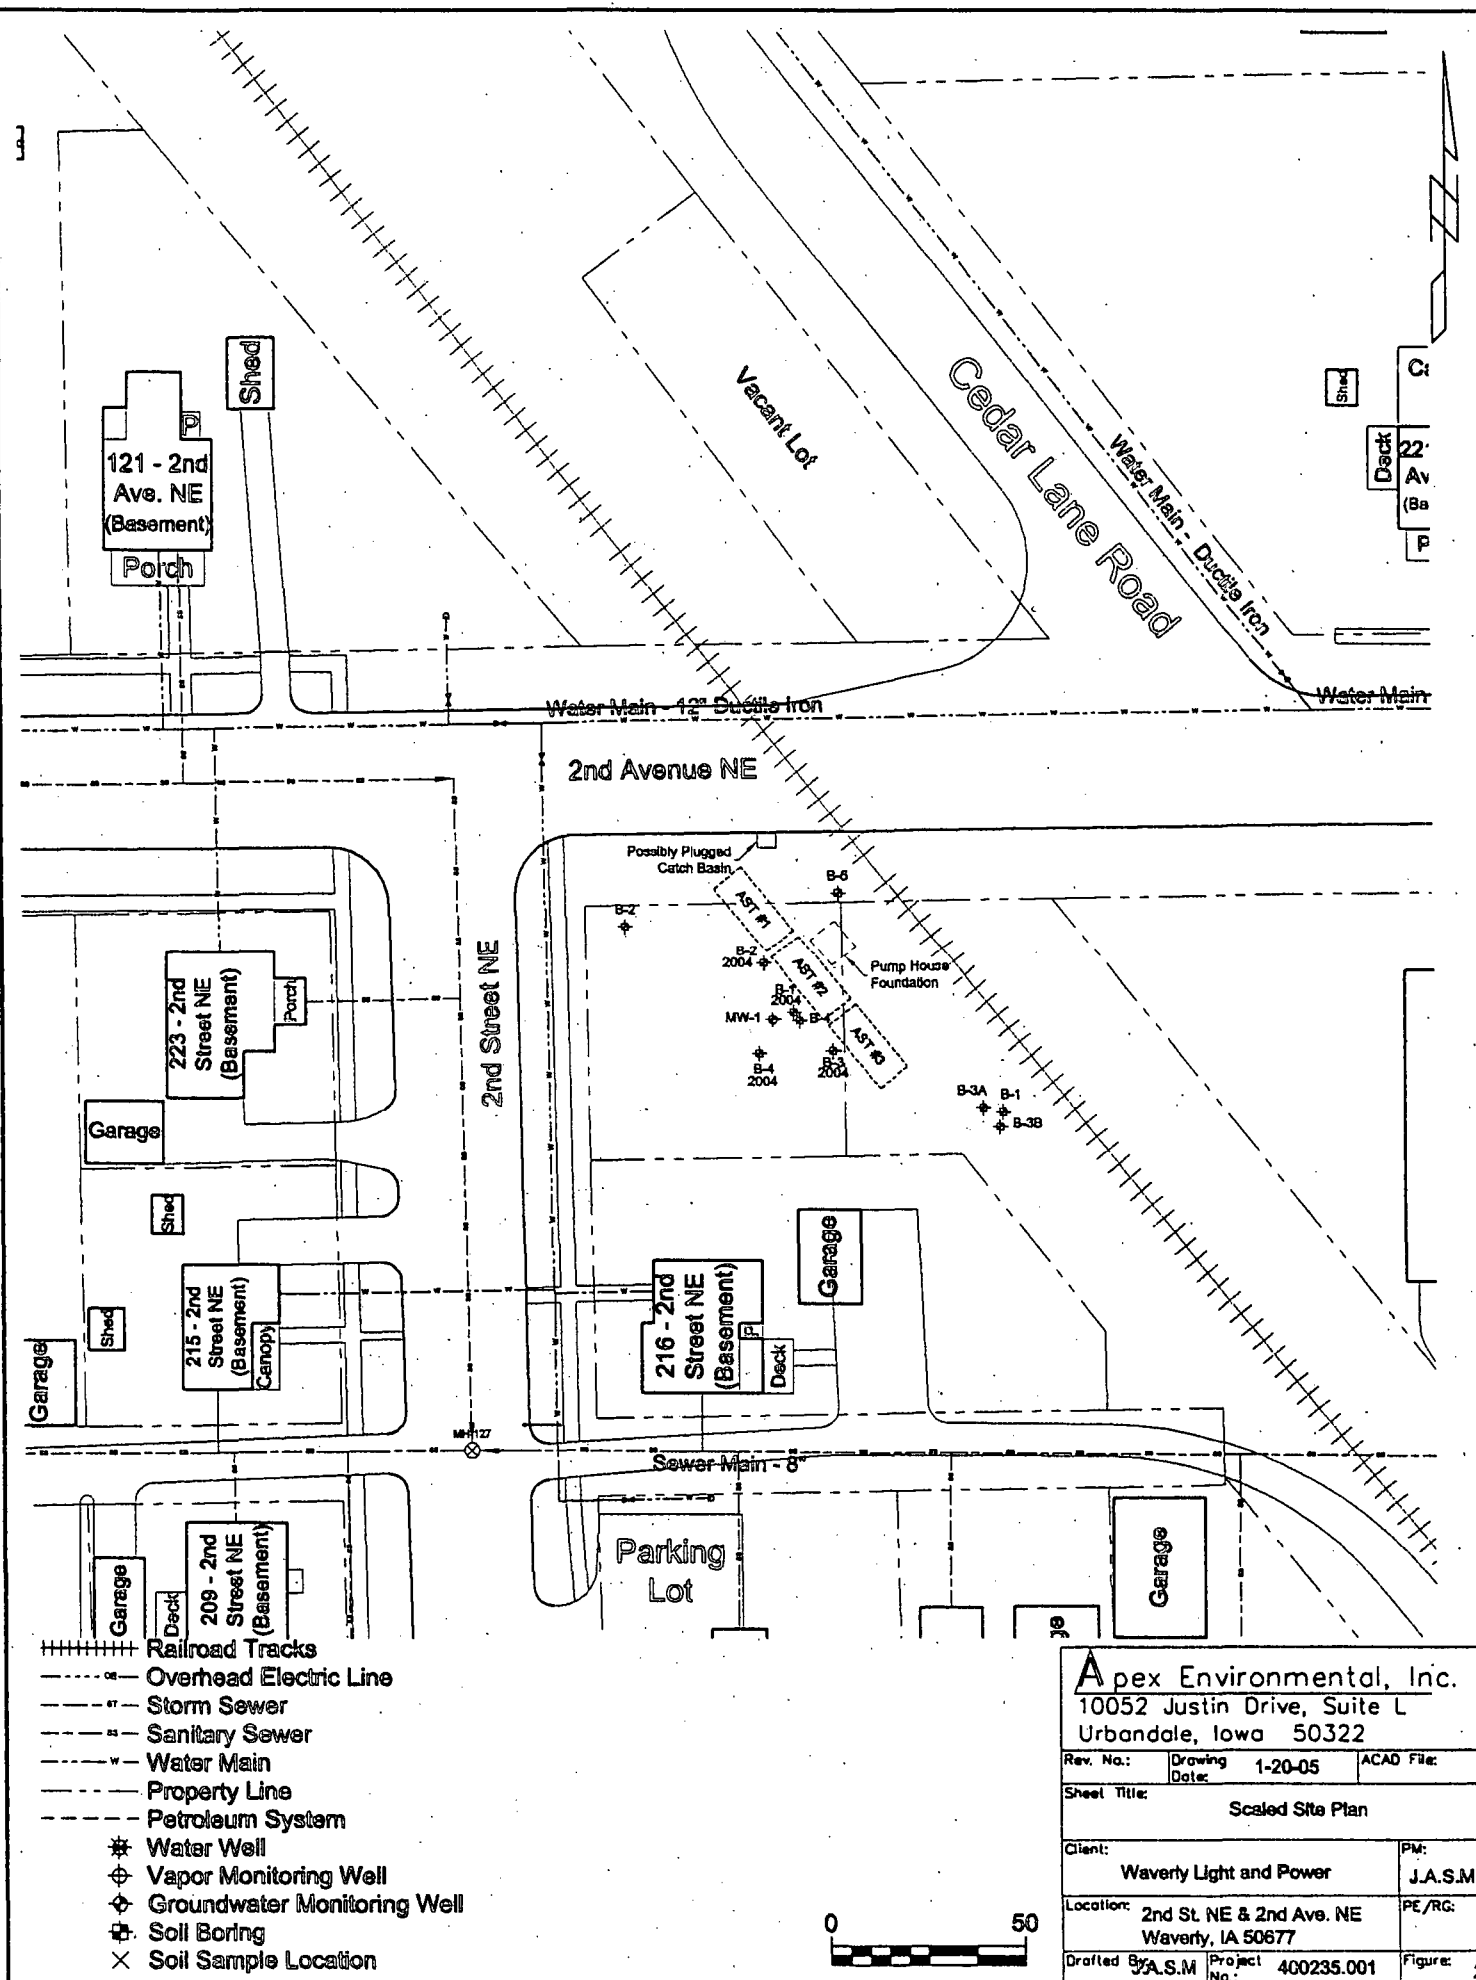 Shed
P
121 - 2nd
Ave. NE
(Basement)
Porch
Vacant Lot
Cedar Lane Road
Water Main - Ductile Iron
Shed
Deck
P
Water Main - 12" Ductile Iron
Water Main
2nd Avenue NE
Possibly Plugged
Catch Basin
AST #1
B-2
B-2
2004
AST #2
Pump House
Foundation
B-1
2004
MW-1
B-4
AST #3
B-4
2004
B-3
2004
B-3A
B-1
B-3B
2nd Street NE
223 - 2nd
Street NE
(Basement)
Porch
Garage
Shed
Garage
215 - 2nd
Street NE
(Basement)
Canopy
Shed
Garage
216 - 2nd
Street NE
(Basement)
P
Deck
MH-127
Sewer Main - 8"
Parking
Lot
Garage
Garage
Deck
209 - 2nd
Street NE
(Basement)
Railroad Tracks
OE Overhead Electric Line
ST Storm Sewer
SS Sanitary Sewer
W Water Main
Property Line
Petroleum System
Water Well
Vapor Monitoring Well
Groundwater Monitoring Well
Soil Boring
Soil Sample Location
0 50
Apex Environmental, Inc.
10052 Justin Drive, Suite L
Urbandale, Iowa 50322
Rev. No.: Drawing Date: 1-20-05 ACAD File:
Sheet Title:
Scaled Site Plan
Client: PM:
Waverly Light and Power J.A.S.M
Location: 2nd St. NE & 2nd Ave. NE PE/RG:
Waverly, IA 50677
Drafted By: J.A.S.M Project No.: 400235.001 Figure: